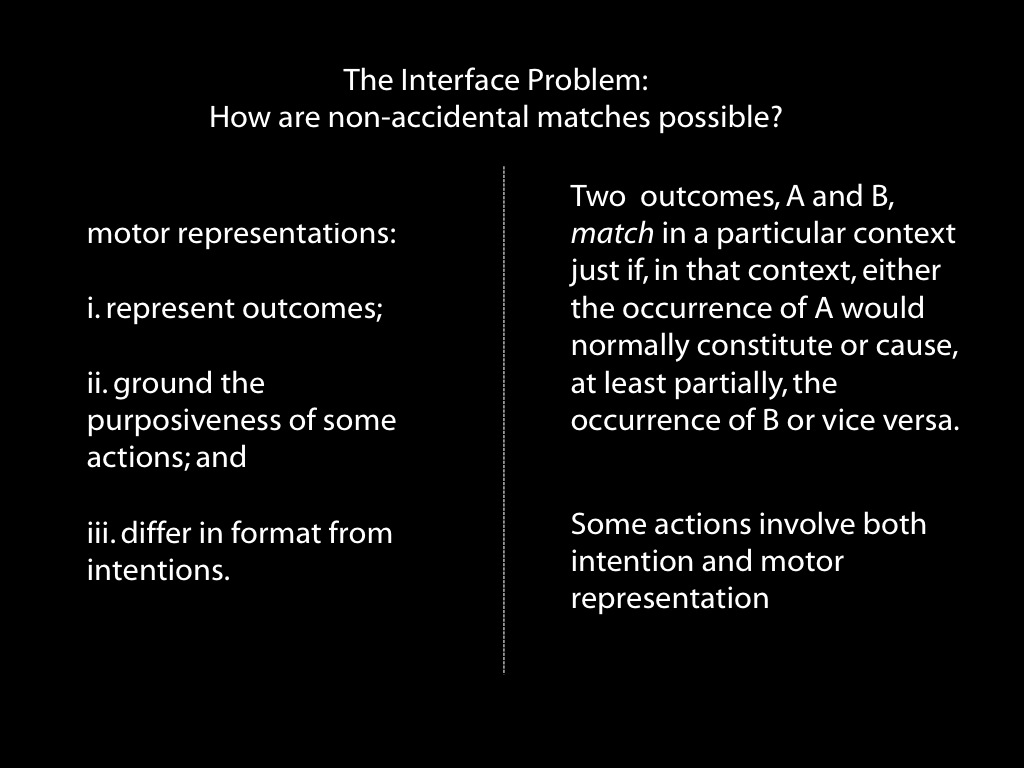 The Interface Problem:
How are non-accidental matches possible?
motor representations:
i. represent outcomes;
ii. ground the
purposiveness of some
actions; and
iii. differ in format from
intentions.
Two outcomes, A and B,
match in a particular context
just if, in that context, either
the occurrence of A would
normally constitute or cause,
at least partially, the
occurrence of B or vice versa.
Some actions involve both
intention and motor
representation